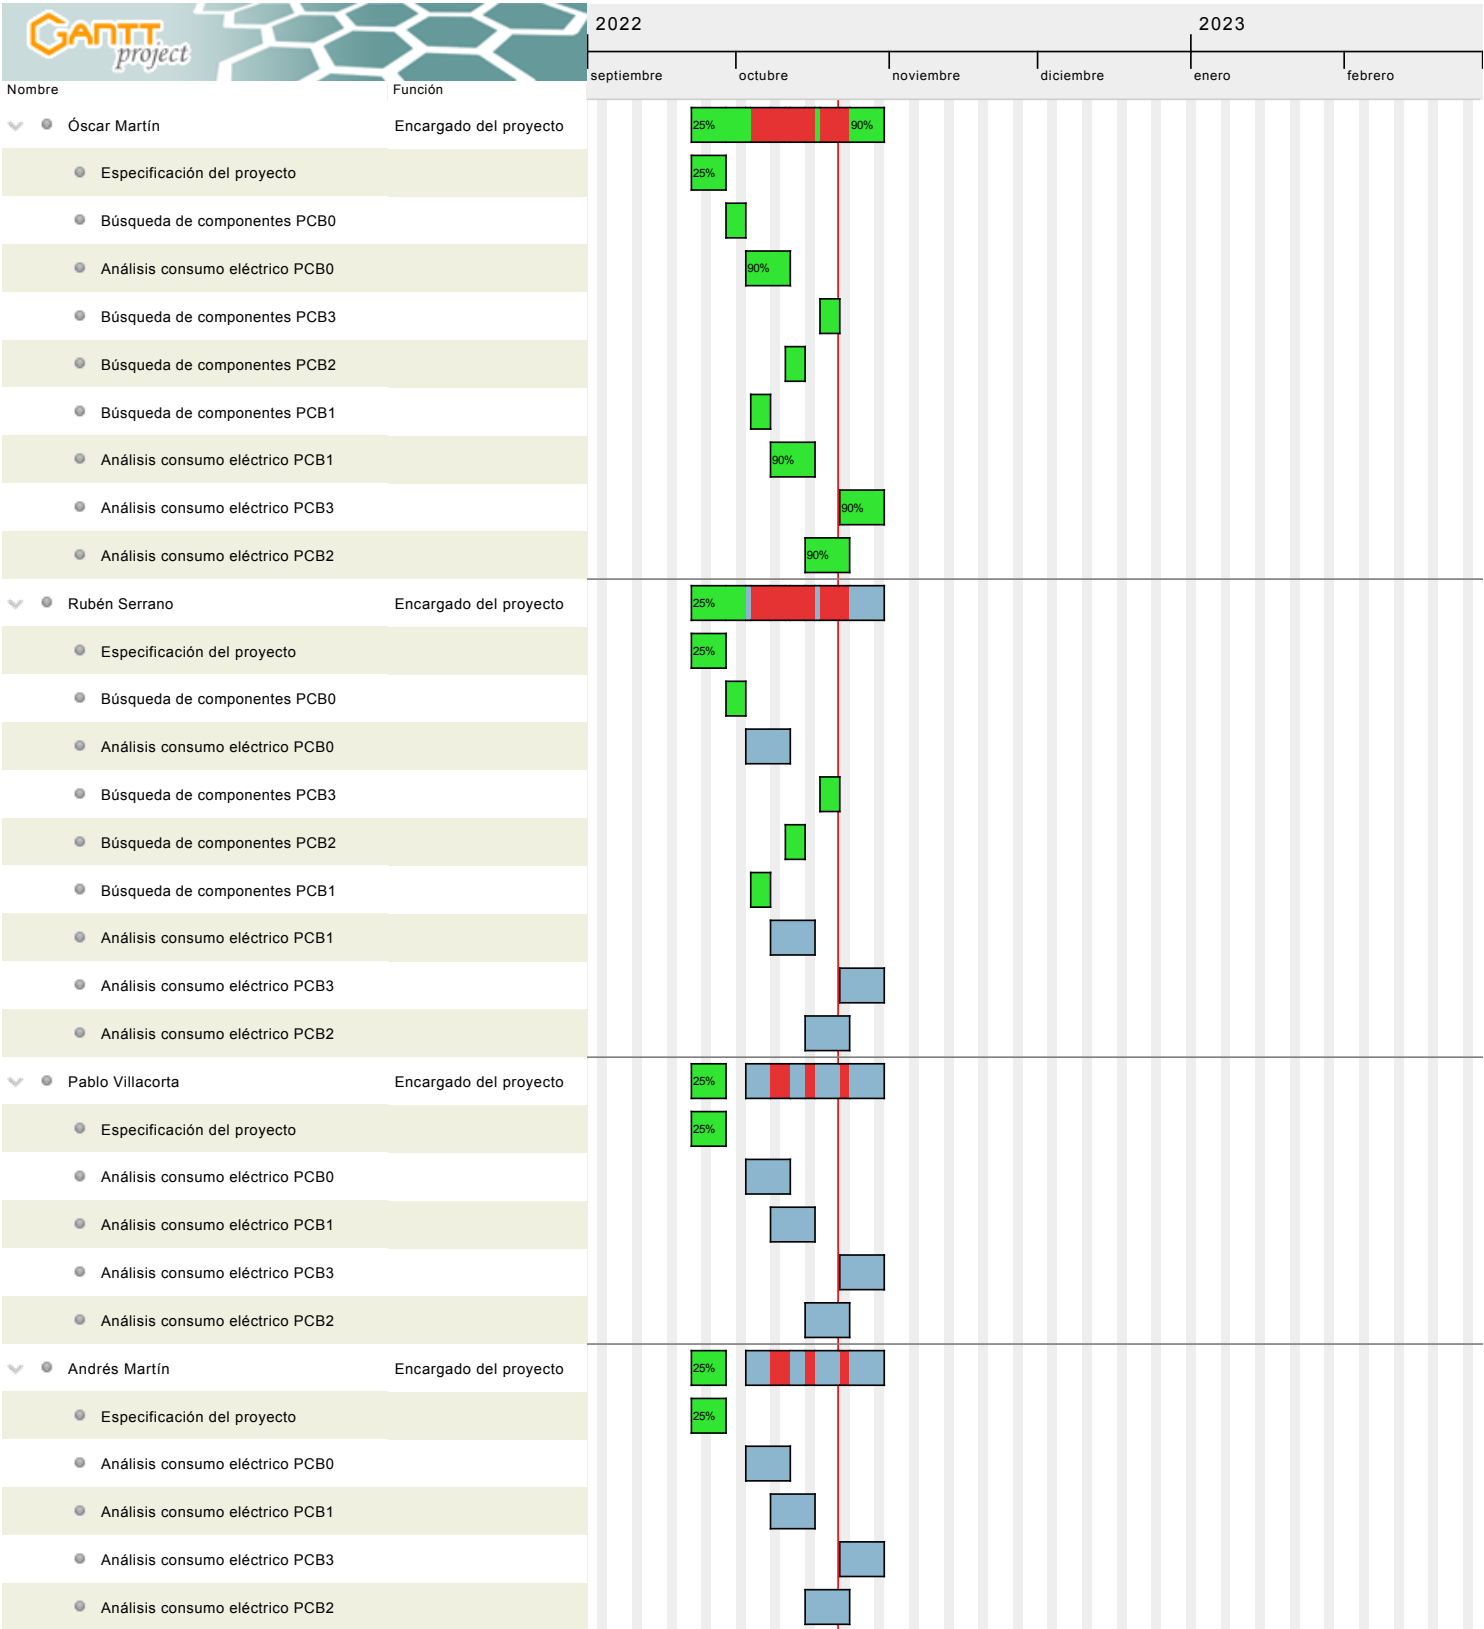 GANTT
project
2022
2023
septiembre
octubre
noviembre
diciembre
enero
febrero
Nombre
Función
Óscar Martín
Encargado del proyecto
25%
90%
Especificación del proyecto
25%
Búsqueda de componentes PCB0
Análisis consumo eléctrico PCB0
90%
Búsqueda de componentes PCB3
Búsqueda de componentes PCB2
Búsqueda de componentes PCB1
Análisis consumo eléctrico PCB1
90%
Análisis consumo eléctrico PCB3
90%
Análisis consumo eléctrico PCB2
90%
Rubén Serrano
Encargado del proyecto
25%
Especificación del proyecto
25%
Búsqueda de componentes PCB0
Análisis consumo eléctrico PCB0
Búsqueda de componentes PCB3
Búsqueda de componentes PCB2
Búsqueda de componentes PCB1
Análisis consumo eléctrico PCB1
Análisis consumo eléctrico PCB3
Análisis consumo eléctrico PCB2
Pablo Villacorta
Encargado del proyecto
25%
Especificación del proyecto
25%
Análisis consumo eléctrico PCB0
Análisis consumo eléctrico PCB1
Análisis consumo eléctrico PCB3
Análisis consumo eléctrico PCB2
Andrés Martín
Encargado del proyecto
25%
Especificación del proyecto
25%
Análisis consumo eléctrico PCB0
Análisis consumo eléctrico PCB1
Análisis consumo eléctrico PCB3
Análisis consumo eléctrico PCB2